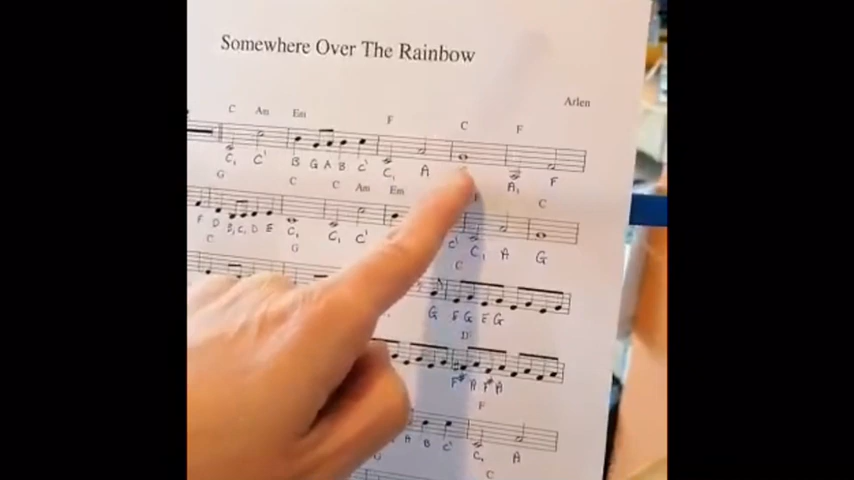 Somewhere Over The Rainbow
Arlen
C Am Em F C F
C, C' B G A B C' C, A A, F
G C C Am Em F C
F D B, C, D E C, C, C' C' C, A G
C G C
G E G E G
D
F# A F# A
F
A B C' C, A
G C